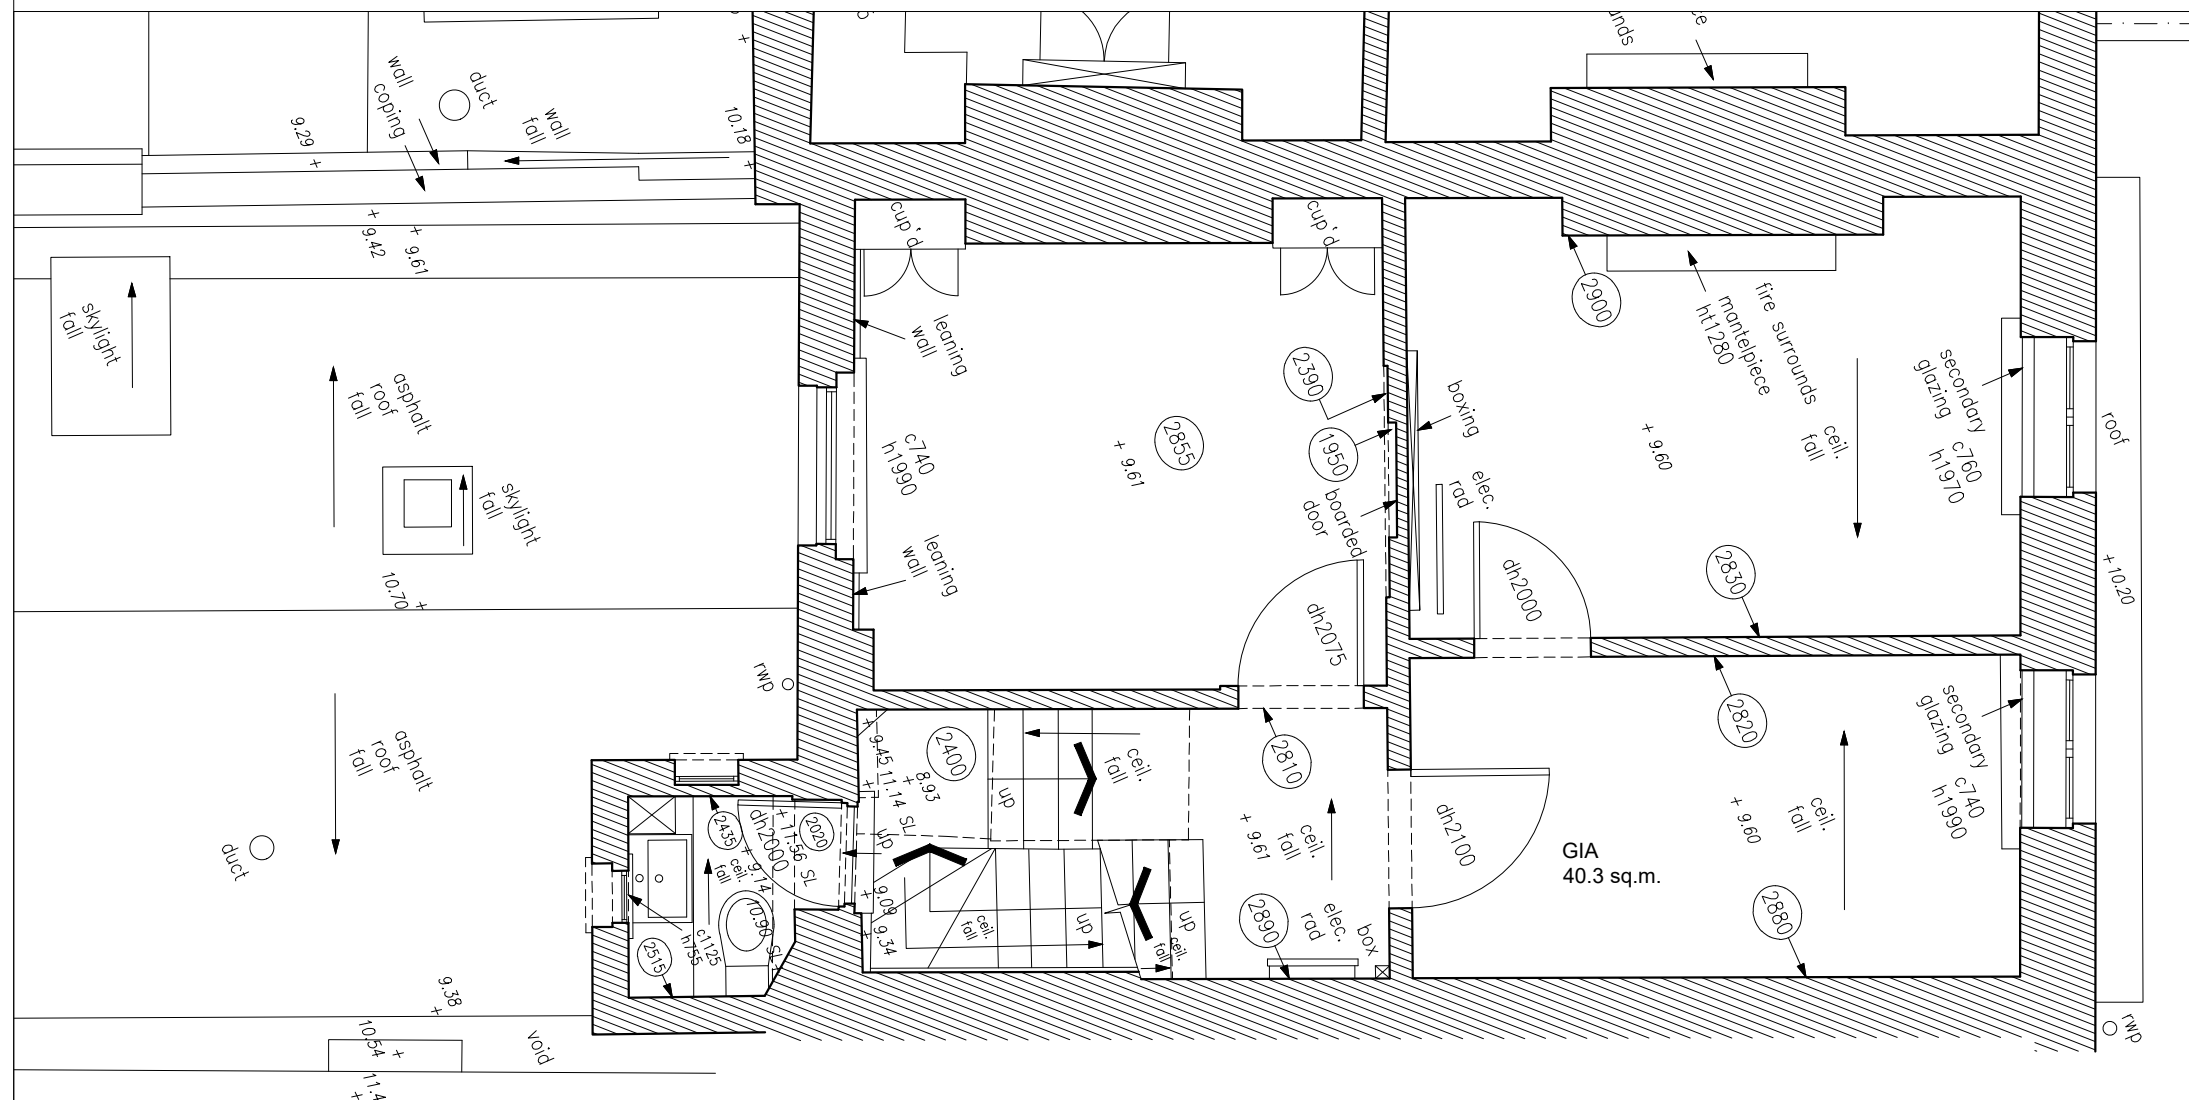 wall
coping
duct
wall
fall
9.29
10.18
9.42
9.61
skylight
fall
asphalt
roof
fall
skylight
fall
10.70
asphalt
roof
fall
rwp
duct
9.38
10.54
void
cup'd
cup'd
leaning
wall
leaning
wall
c740
h1990
2855
9.61
2390
1950
boarded
door
dh2075
boxing
elec.
rad
2900
fire surrounds
mantelpiece
ht1280
9.60
ceil.
fall
secondary
glazing
c760
h1970
roof
10.20
dh2000
2830
2820
secondary
glazing
c740
h1990
9.60
ceil.
fall
GIA
40.3 sq.m.
2880
dh2100
2810
9.61
ceil.
fall
2890
elec.
rad
box
2400
9.45
11.14 SL
8.93
up
ceil.
fall
up
up
up
ceil.
fall
ceil.
fall
9.09
9.34
2435
dh2000
2020
11.56 SL
9.14
ceil.
fall
10.90 SL
c1125
h755
2515
rwp